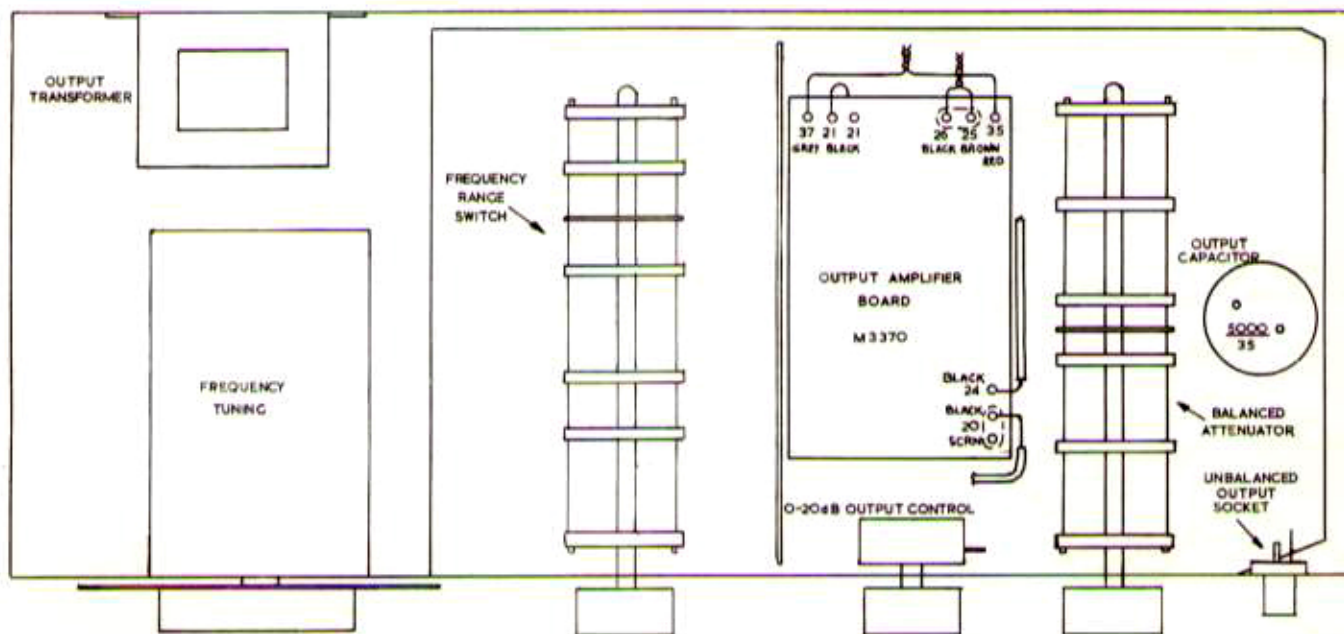 OUTPUT
TRANSFORMER
FREQUENCY
TUNING
FREQUENCY
RANGE
SWITCH
37 21 21
GREY BLACK
26 25 35
BLACK BROWN
RED
OUTPUT AMPLIFIER
BOARD
M3370
BLACK
24
BLACK
20
SCRN
0-20dB OUTPUT CONTROL
OUTPUT
CAPACITOR
5000
35
BALANCED
ATTENUATOR
UNBALANCED
OUTPUT
SOCKET